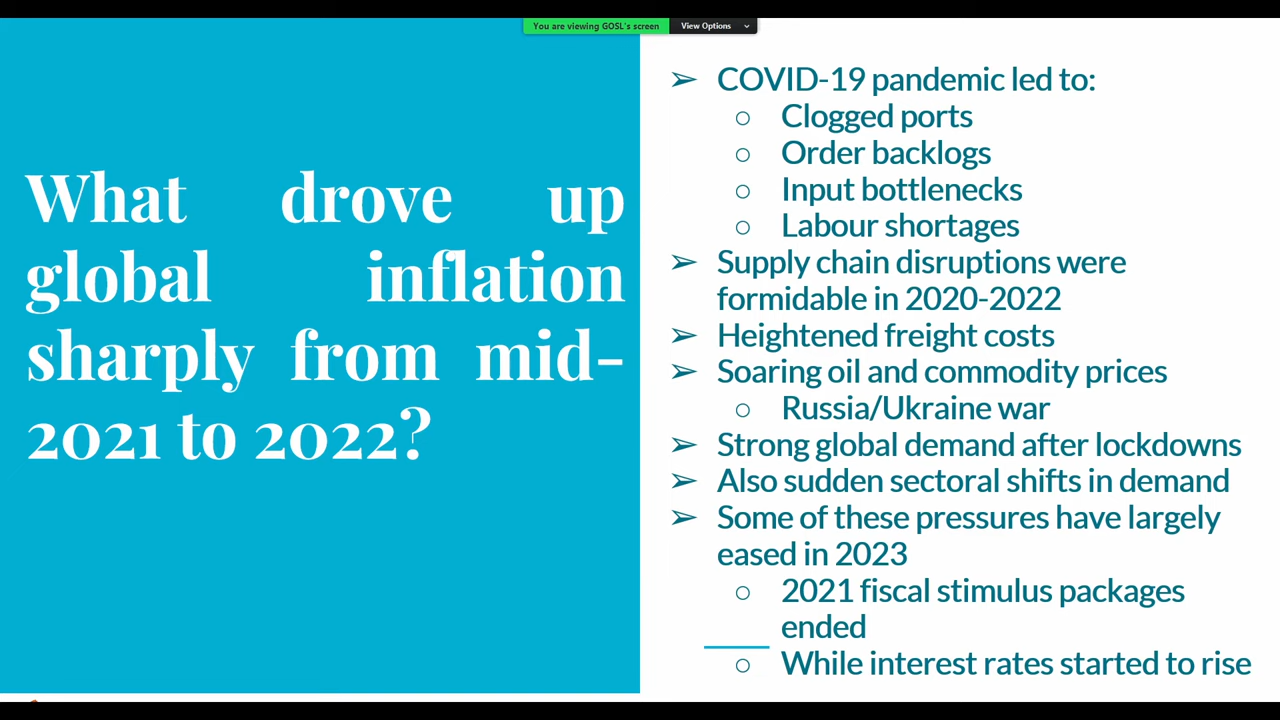 You are viewing GOSL's screen View Options
What drove up
global inflation
sharply from mid-
2021 to 2022?
➢ COVID-19 pandemic led to:
○ Clogged ports
○ Order backlogs
○ Input bottlenecks
○ Labour shortages
➢ Supply chain disruptions were
formidable in 2020-2022
➢ Heightened freight costs
➢ Soaring oil and commodity prices
○ Russia/Ukraine war
➢ Strong global demand after lockdowns
➢ Also sudden sectoral shifts in demand
➢ Some of these pressures have largely
eased in 2023
○ 2021 fiscal stimulus packages
ended
○ While interest rates started to rise